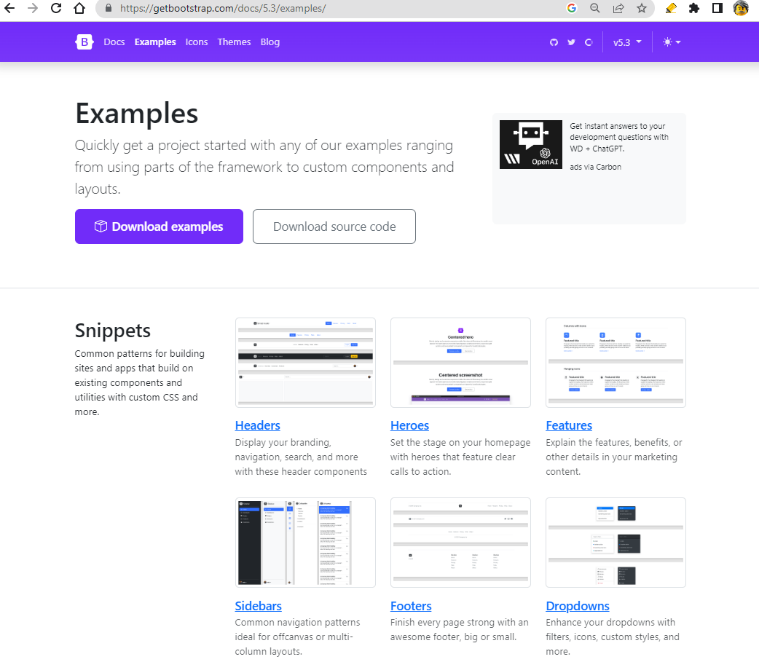 https://getbootstrap.com/docs/5.3/examples/
B Docs Examples Icons Themes Blog v5.3
Examples
Quickly get a project started with any of our examples ranging
from using parts of the framework to custom components and
layouts.
Download examples Download source code
OpenAI
Get instant answers to your
development questions with
WD + ChatGPT.
ads via Carbon
Snippets
Common patterns for building
sites and apps that build on
existing components and
utilities with custom CSS and
more.
Centered hero
Centered screenshot
Headers
Display your branding,
navigation, search, and more
with these header components
Heroes
Set the stage on your homepage
with heroes that feature clear
calls to action.
Features
Explain the features, benefits, or
other details in your marketing
content.
Sidebars
Common navigation patterns
ideal for offcanvas or multi-
column layouts.
Footers
Finish every page strong with an
awesome footer, big or small.
Dropdowns
Enhance your dropdowns with
filters, icons, custom styles, and
more.